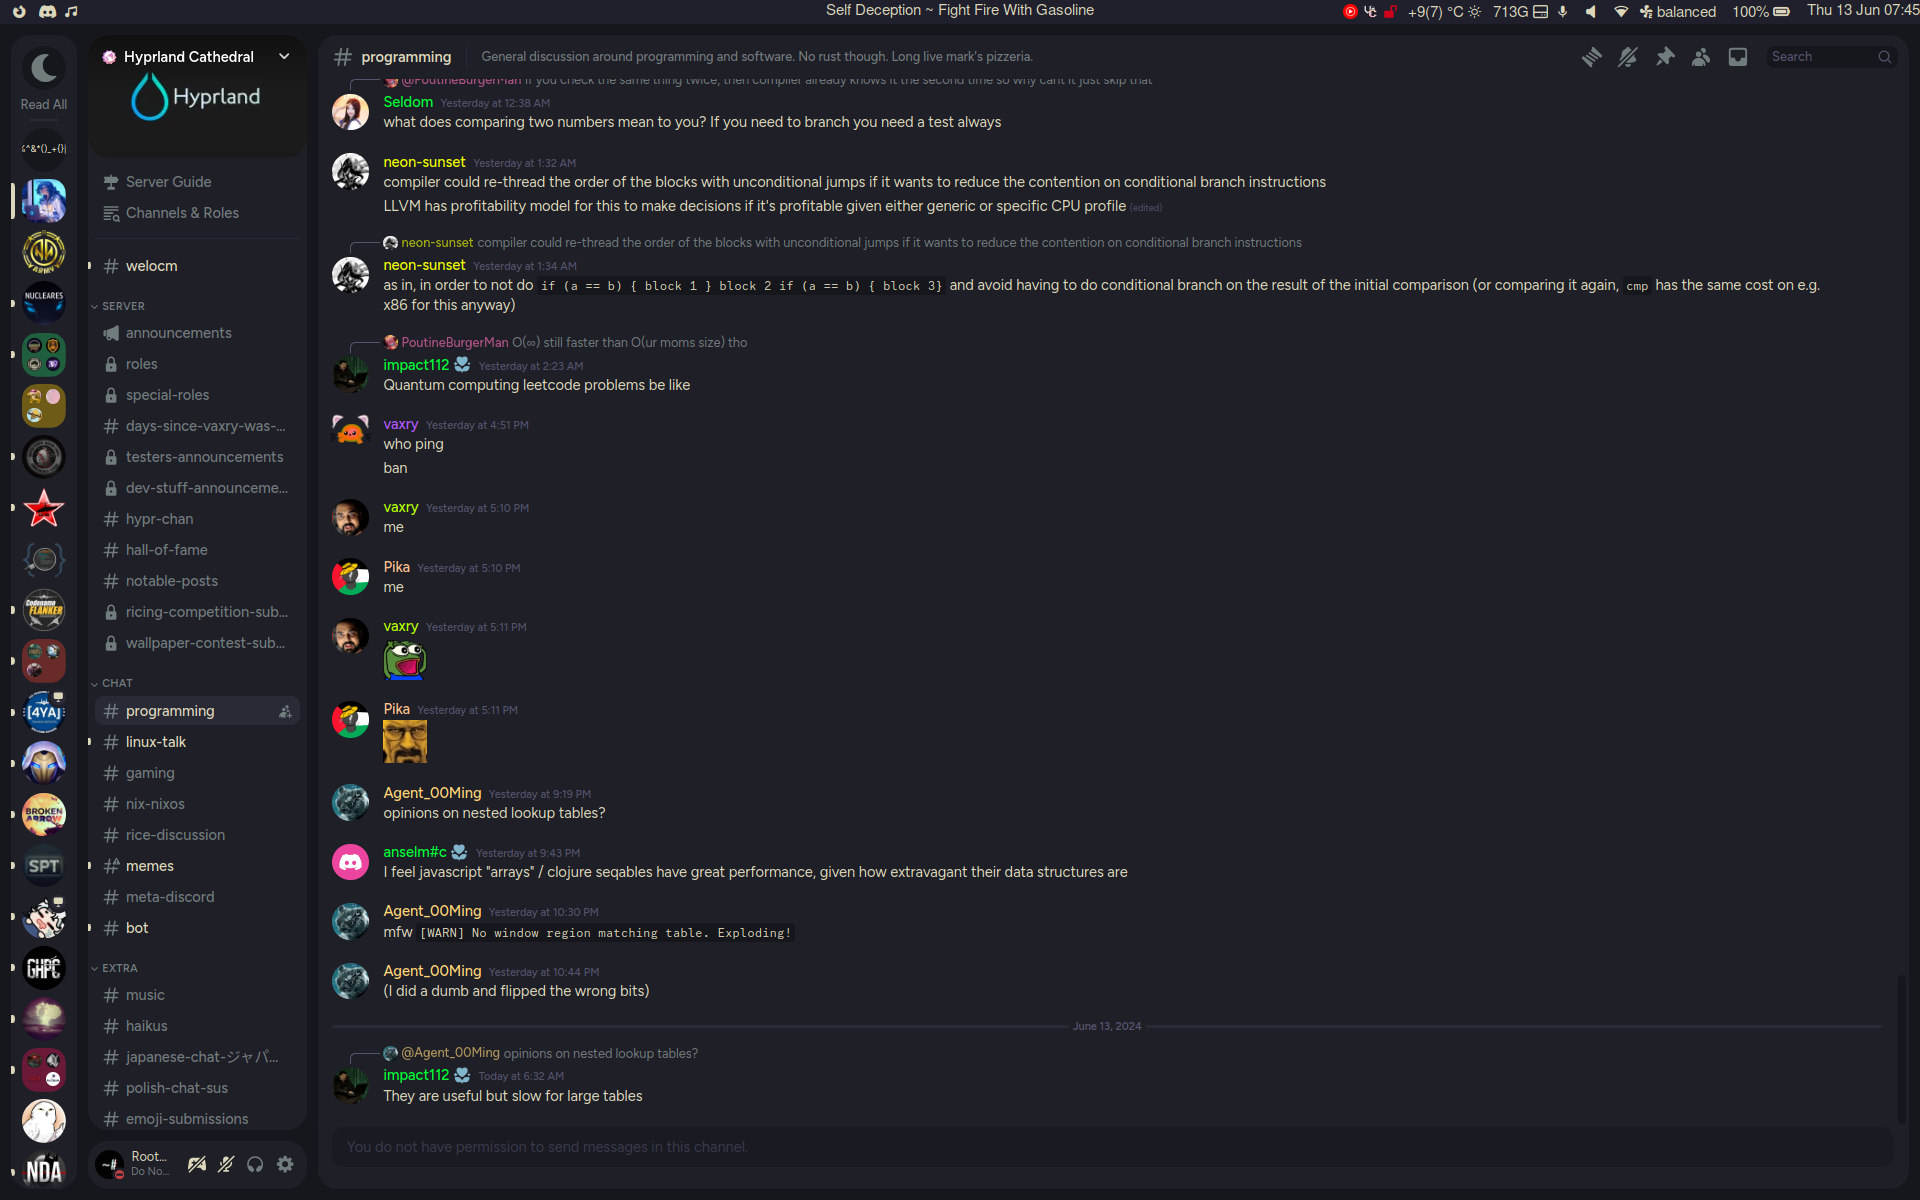 Self Deception ~ Fight Fire With Gasoline
+9(7) °C
713G
balanced
100%
Thu 13 Jun 07:45
Read All
%^&*()_+{}|
NUCLEARES
Codename FLANKER
[4YA]
BROKEN ARROW
SPT
GHPC
NDA
Hyprland Cathedral
Hyprland
Server Guide
Channels & Roles
welocm
SERVER
announcements
roles
special-roles
days-since-vaxry-was-...
testers-announcements
dev-stuff-announceme...
hypr-chan
hall-of-fame
notable-posts
ricing-competition-sub...
wallpaper-contest-sub...
CHAT
programming
linux-talk
gaming
nix-nixos
rice-discussion
memes
meta-discord
bot
EXTRA
music
haikus
japanese-chat-ジャパ...
polish-chat-sus
emoji-submissions
~#
Root...
Do No...
programming
General discussion around programming and software. No rust though. Long live mark's pizzeria.
Search
@PoutineBurgerMan if you check the same thing twice, then compiler already knows it the second time so why cant it just skip that
Seldom Yesterday at 12:38 AM
what does comparing two numbers mean to you? If you need to branch you need a test always
neon-sunset Yesterday at 1:32 AM
compiler could re-thread the order of the blocks with unconditional jumps if it wants to reduce the contention on conditional branch instructions
LLVM has profitability model for this to make decisions if it's profitable given either generic or specific CPU profile (edited)
neon-sunset compiler could re-thread the order of the blocks with unconditional jumps if it wants to reduce the contention on conditional branch instructions
neon-sunset Yesterday at 1:34 AM
as in, in order to not do if (a == b) { block 1 } block 2 if (a == b) { block 3} and avoid having to do conditional branch on the result of the initial comparison (or comparing it again, cmp has the same cost on e.g.
x86 for this anyway)
PoutineBurgerMan O(∞) still faster than O(ur moms size) tho
impact112 Yesterday at 2:23 AM
Quantum computing leetcode problems be like
vaxry Yesterday at 4:51 PM
who ping
ban
vaxry Yesterday at 5:10 PM
me
Pika Yesterday at 5:10 PM
me
vaxry Yesterday at 5:11 PM
Pika Yesterday at 5:11 PM
Agent_00Ming Yesterday at 9:19 PM
opinions on nested lookup tables?
anselm#c Yesterday at 9:43 PM
I feel javascript "arrays" / clojure seqables have great performance, given how extravagant their data structures are
Agent_00Ming Yesterday at 10:30 PM
mfw [WARN] No window region matching table. Exploding!
Agent_00Ming Yesterday at 10:44 PM
(I did a dumb and flipped the wrong bits)
June 13, 2024
@Agent_00Ming opinions on nested lookup tables?
impact112 Today at 6:32 AM
They are useful but slow for large tables
You do not have permission to send messages in this channel.